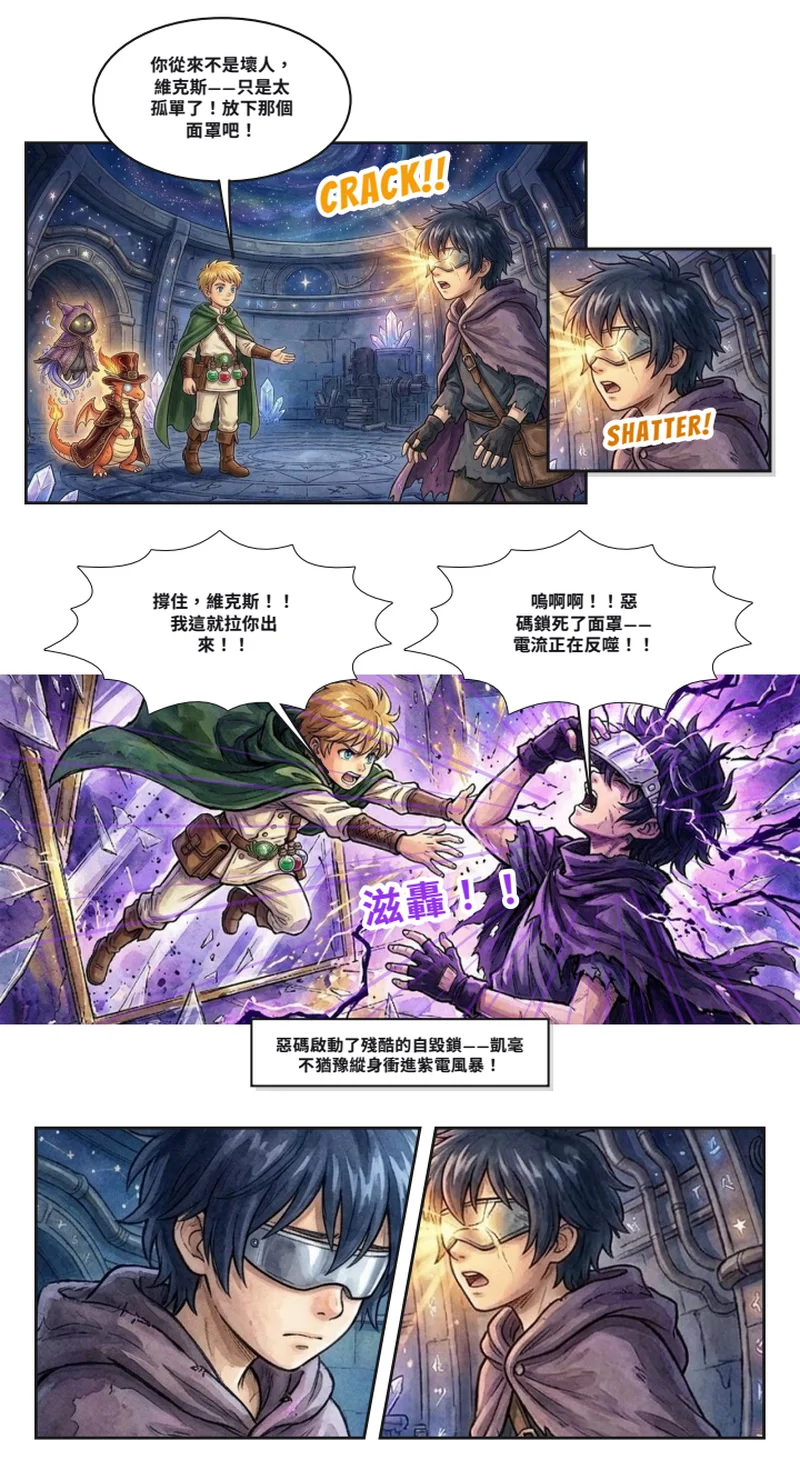 你從來不是壞人，
維克斯——只是太
孤單了！放下那個
面罩吧！
CRACK!!
SHATTER!
撐住，維克斯！！
我這就拉你出
來！！
嗚啊啊！！惡
碼鎖死了面罩——
電流正在反噬！！
滋轟！！
惡碼啟動了殘酷的自毀鎖——凱毫
不猶豫縱身衝進紫電風暴！